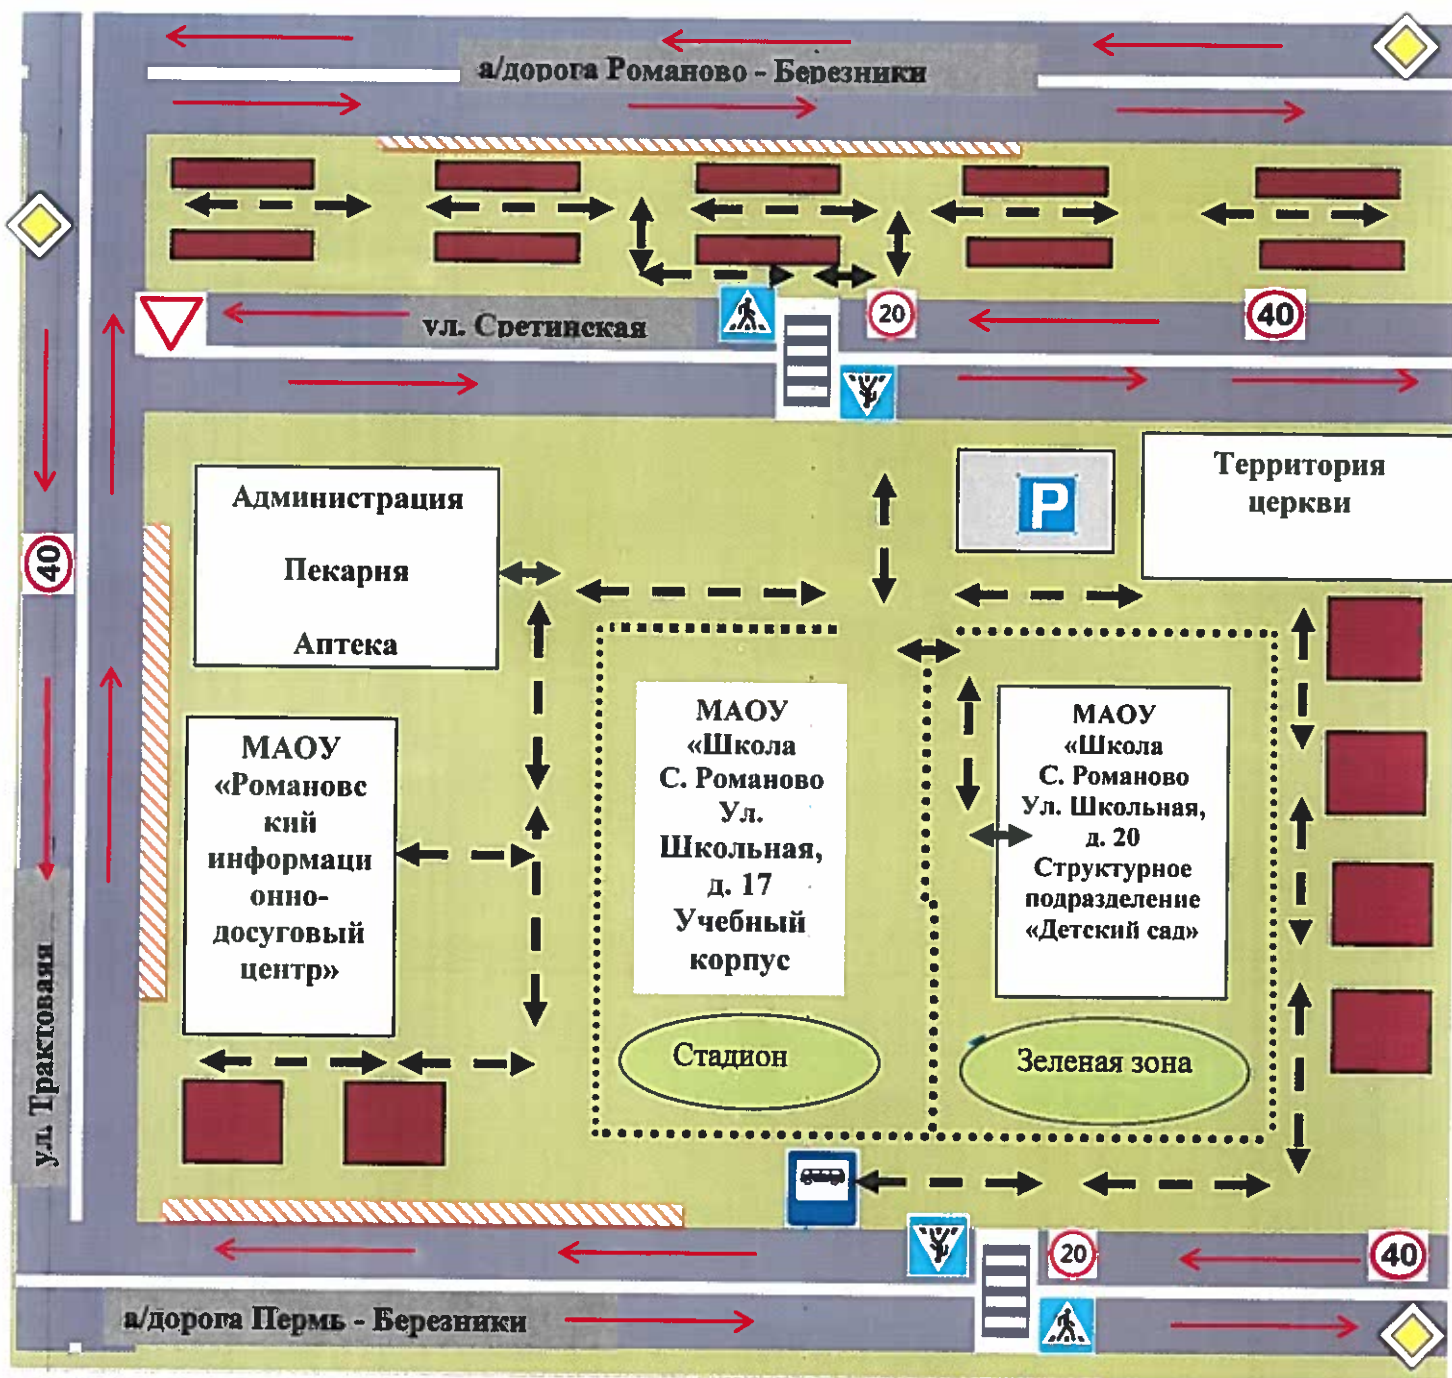 а/дорога Романово - Березники
ул. Сретинская
20
40
40
Администрация
Пекарня
Аптека
P
Территория
церкви
МАОУ
«Романовс
кий
информаци
онно-
досуговый
центр»
МАОУ
«Школа
С. Романово
Ул.
Школьная,
д. 17
Учебный
корпус
МАОУ
«Школа
С. Романово
Ул. Школьная,
д. 20
Структурное
подразделение
«Детский сад»
ул. Трактовая
Стадион
Зеленая зона
20
40
а/дорога Пермь - Березники